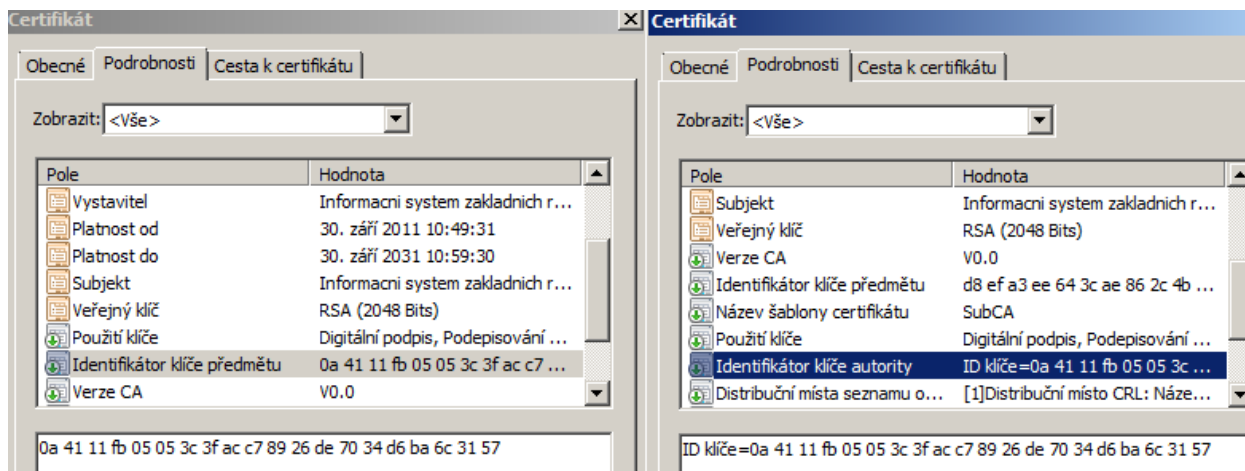 Certifikát
Obecné Podrobnosti Cesta k certifikátu
Zobrazit: <Vše>
Pole Hodnota
Vystavitel Informacni system zakladnich r...
Platnost od 30. září 2011 10:49:31
Platnost do 30. září 2031 10:59:30
Subjekt Informacni system zakladnich r...
Veřejný klíč RSA (2048 Bits)
Použití klíče Digitální podpis, Podepisování ...
Identifikátor klíče předmětu 0a 41 11 fb 05 05 3c 3f ac c7 ...
Verze CA V0.0
0a 41 11 fb 05 05 3c 3f ac c7 89 26 de 70 34 d6 ba 6c 31 57
Certifikát
Obecné Podrobnosti Cesta k certifikátu
Zobrazit: <Vše>
Pole Hodnota
Subjekt Informacni system zakladnich r...
Veřejný klíč RSA (2048 Bits)
Verze CA V0.0
Identifikátor klíče předmětu d8 ef a3 ee 64 3c ae 86 2c 4b ...
Název šablony certifikátu SubCA
Použití klíče Digitální podpis, Podepisování ...
Identifikátor klíče autority ID klíče=0a 41 11 fb 05 05 3c ...
Distribuční místa seznamu o... [1]Distribuční místo CRL: Náze...
ID klíče=0a 41 11 fb 05 05 3c 3f ac c7 89 26 de 70 34 d6 ba 6c 31 57